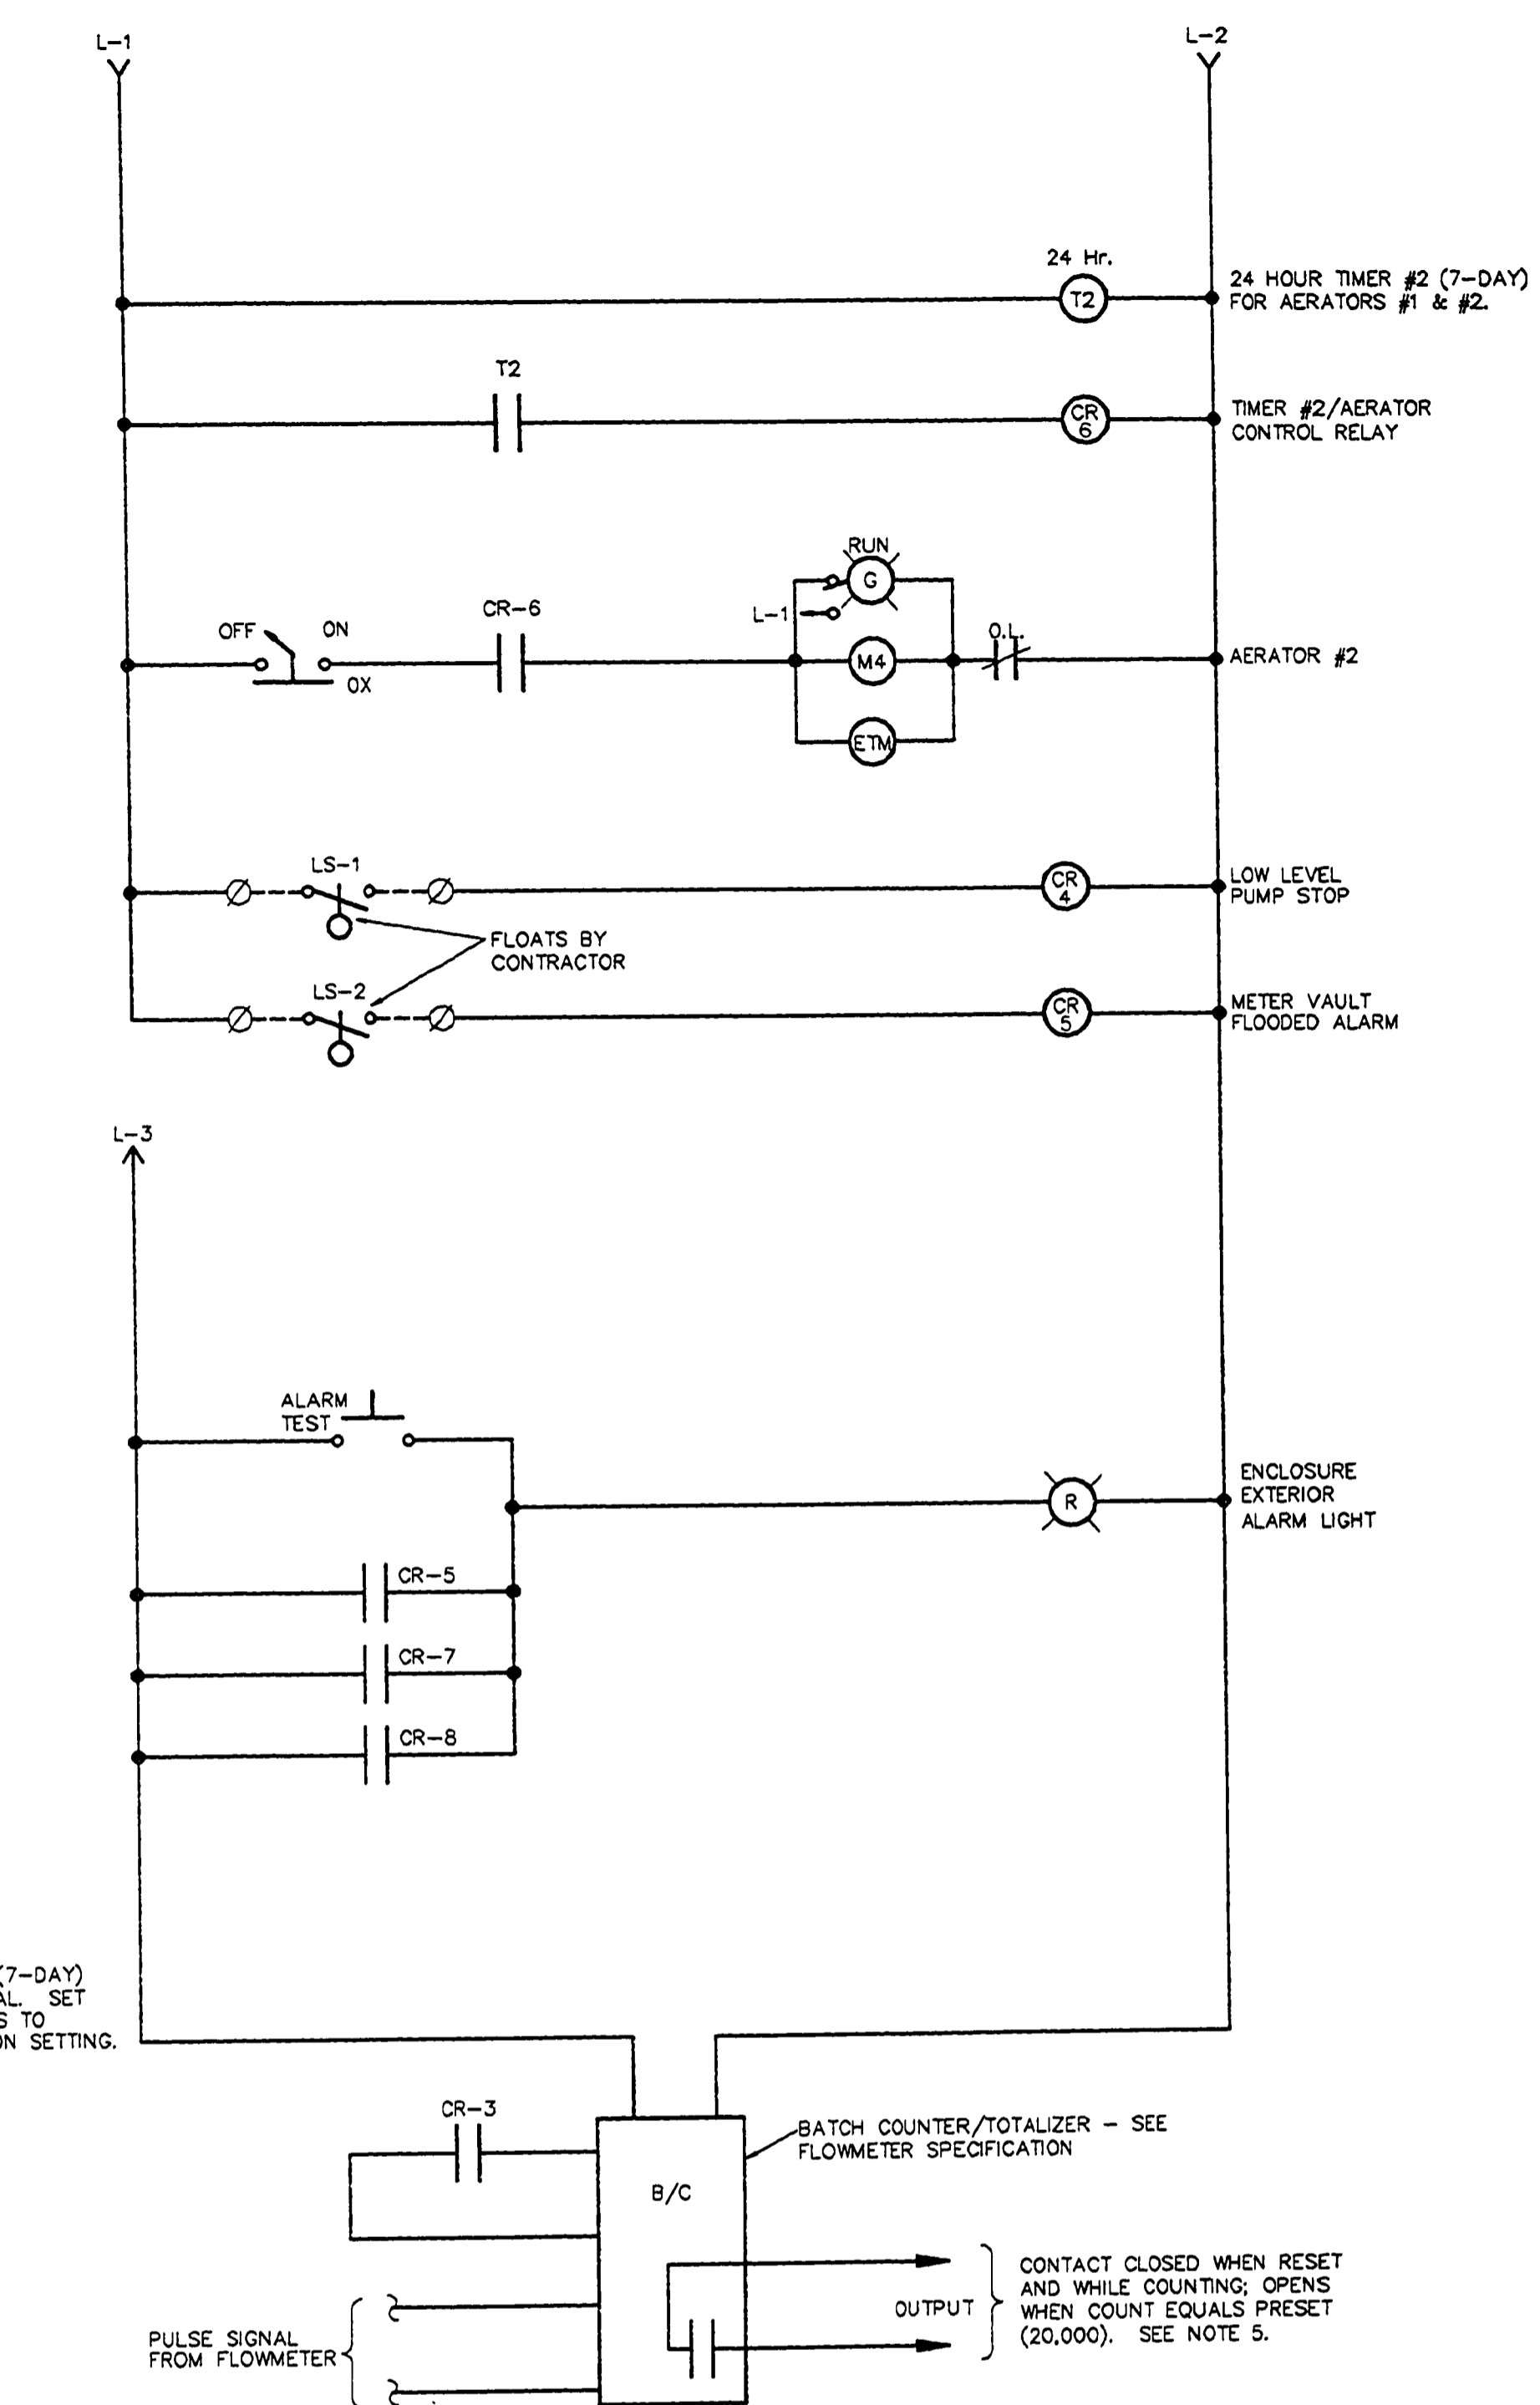 L-1
L-2
24 Hr.
T2
24 HOUR TIMER #2 (7-DAY)
FOR AERATORS #1 & #2.
T2
CR
6
TIMER #2/AERATOR
CONTROL RELAY
RUN
G
L-1
OFF
ON
OX
CR-6
M4
O.L.
AERATOR #2
ETM
LS-1
CR
4
LOW LEVEL
PUMP STOP
FLOATS BY
CONTRACTOR
LS-2
CR
5
METER VAULT
FLOODED ALARM
L-3
ALARM
TEST
R
ENCLOSURE
EXTERIOR
ALARM LIGHT
CR-5
CR-7
CR-8
(7-DAY)
AL. SET
S TO
ON SETTING.
CR-3
BATCH COUNTER/TOTALIZER - SEE
FLOWMETER SPECIFICATION
B/C
OUTPUT
CONTACT CLOSED WHEN RESET
AND WHILE COUNTING; OPENS
WHEN COUNT EQUALS PRESET
(20,000). SEE NOTE 5.
PULSE SIGNAL
FROM FLOWMETER